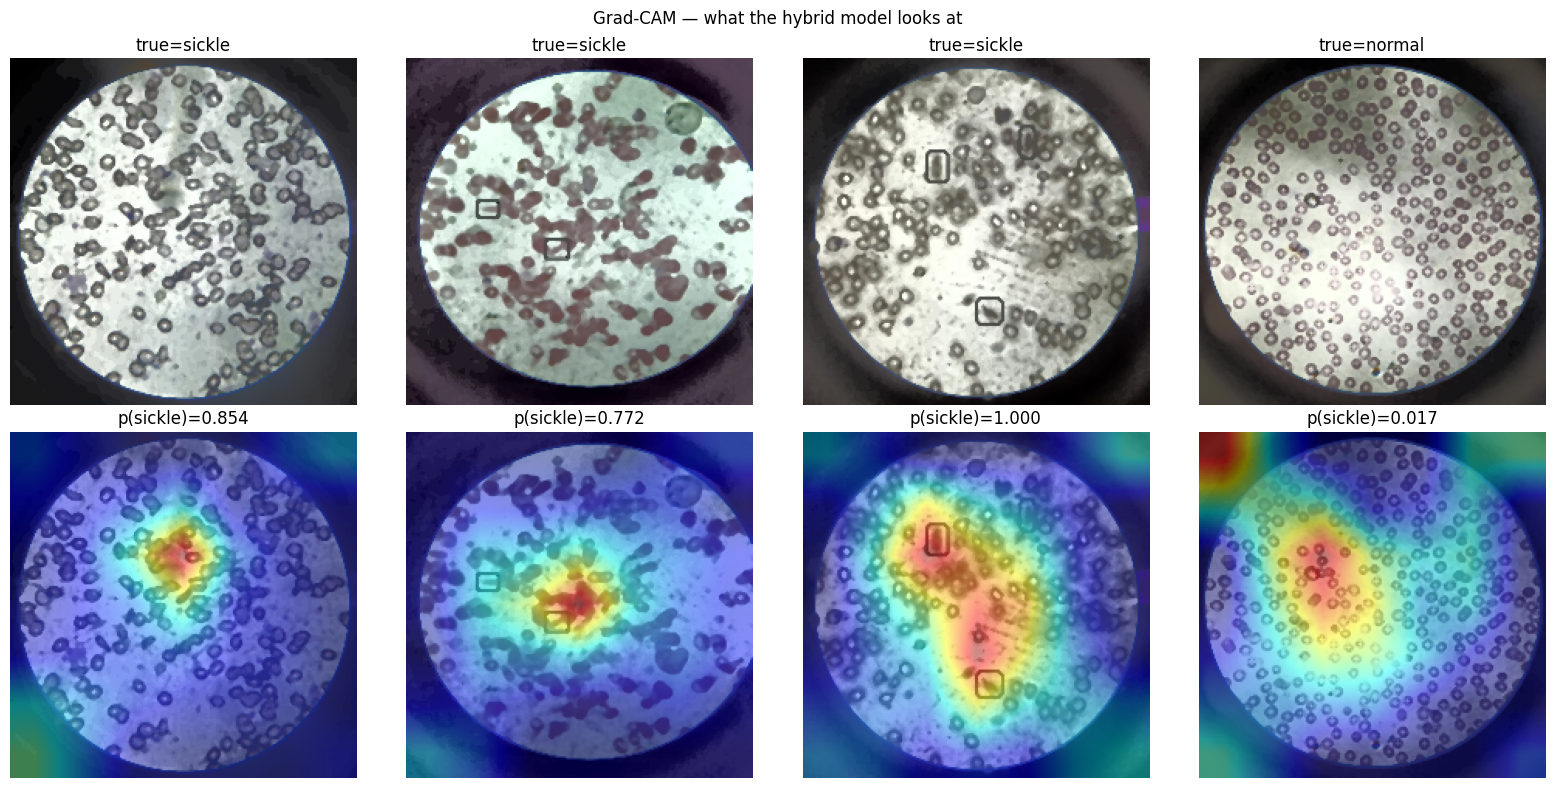 Grad-CAM — what the hybrid model looks at
true=sickle
true=sickle
true=sickle
true=normal
p(sickle)=0.854
p(sickle)=0.772
p(sickle)=1.000
p(sickle)=0.017